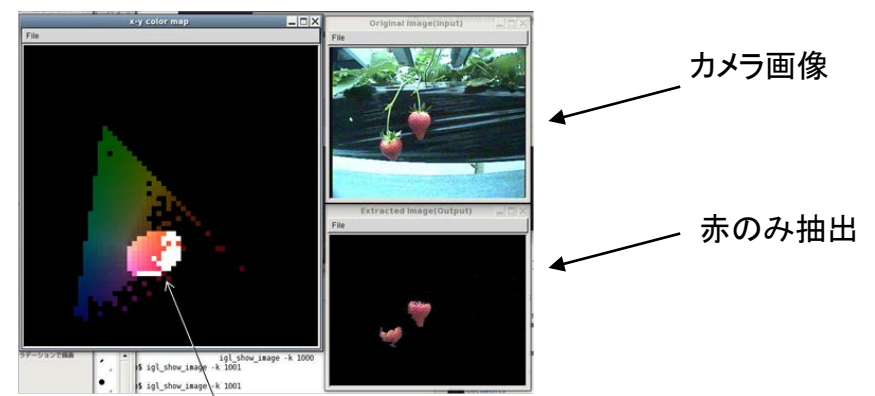 x-y color map
File
Original Image(Input)
File
カメラ画像
Extracted Image(Output)
File
赤のみ抽出
igl_show_image -k 1000
$ igl_show_image -k 1001
$ igl_show_image -k 1001